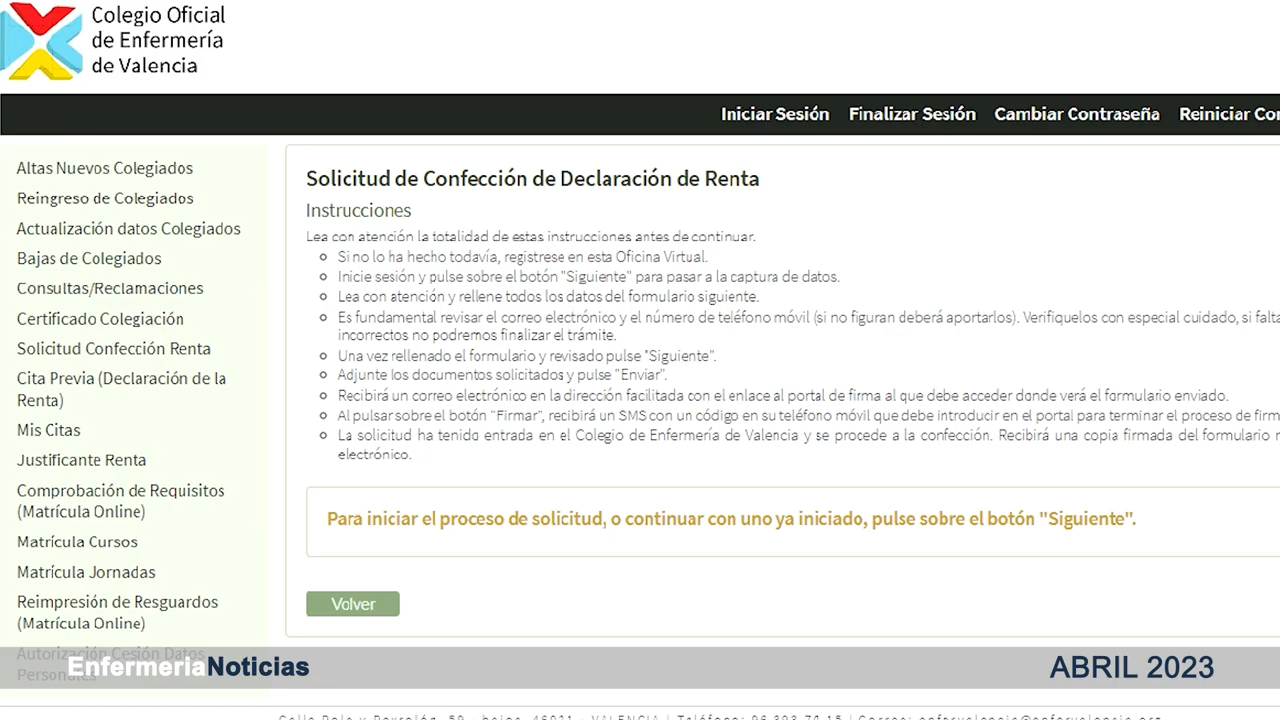 Colegio Oficial
de Enfermería
de Valencia
Iniciar Sesión Finalizar Sesión Cambiar Contraseña Reiniciar
Altas Nuevos Colegiados
Reingreso de Colegiados
Actualización datos Colegiados
Bajas de Colegiados
Consultas/Reclamaciones
Certificado Colegiación
Solicitud Confección Renta
Cita Previa (Declaración de la
Renta)
Mis Citas
Justificante Renta
Comprobación de Requisitos
(Matrícula Online)
Matrícula Cursos
Matrícula Jornadas
Reimpresión de Resguardos
(Matrícula Online)
Autorización Cesión Datos
Personales
Solicitud de Confección de Declaración de Renta
Instrucciones
Lea con atención la totalidad de estas instrucciones antes de continuar.
Si no lo ha hecho todavía, registrese en esta Oficina Virtual.
Inicie sesión y pulse sobre el botón "Siguiente" para pasar a la captura de datos.
Lea con atención y rellene todos los datos del formulario siguiente.
Es fundamental revisar el correo electrónico y el número de teléfono móvil (si no figuran deberá aportarlos). Verifiquelos con especial cuidado, si
incorrectos no podremos finalizar el trámite.
Una vez rellenado el formulario y revisado pulse "Siguiente".
Adjunte los documentos solicitados y pulse "Enviar".
Recibirá un correo electrónico en la dirección facilitada con el enlace al portal de firma al que debe acceder donde verá el formulario enviado.
Al pulsar sobre el botón "Firmar", recibirá un SMS con un código en su teléfono móvil que debe introducir en el portal para terminar el proceso de
La solicitud ha tenido entrada en el Colegio de Enfermería de Valencia y se procede a la confección. Recibirá una copia firmada del formulario
electrónico.
Para iniciar el proceso de solicitud, o continuar con uno ya iniciado, pulse sobre el botón "Siguiente".
Volver
EnfermeriaNoticias
ABRIL 2023